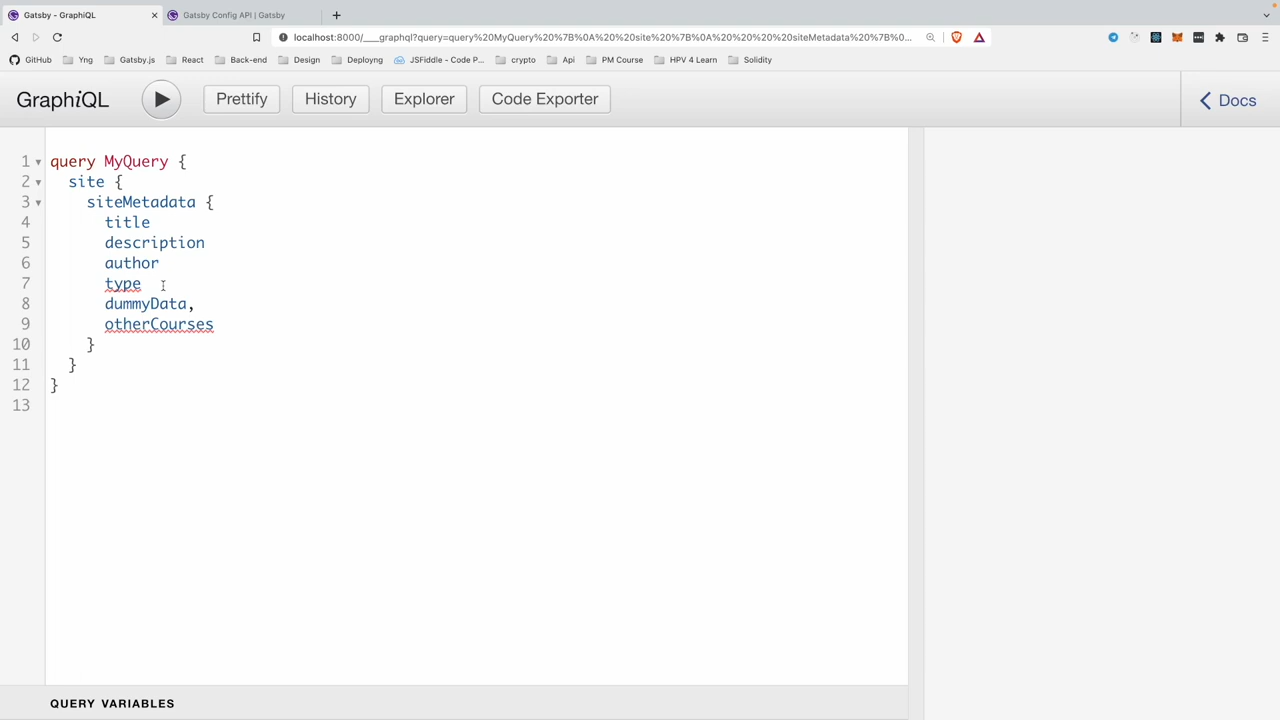 Gatsby - GraphiQL
Gatsby Config API | Gatsby
localhost:8000/___graphql?query=query%20MyQuery%20%7B%0A%20%20site%20%7B%0A%20%20%20%20siteMetadata%20%7B%0...
GitHub Yng Gatsby.js React Back-end Design Deployng JSFiddle - Code P... crypto Api PM Course HPV 4 Learn Solidity
GraphiQL Prettify History Explorer Code Exporter Docs
1 query MyQuery {
2 site {
3 siteMetadata {
4 title
5 description
6 author
7 type
8 dummyData,
9 otherCourses
10 }
11 }
12 }
13
QUERY VARIABLES